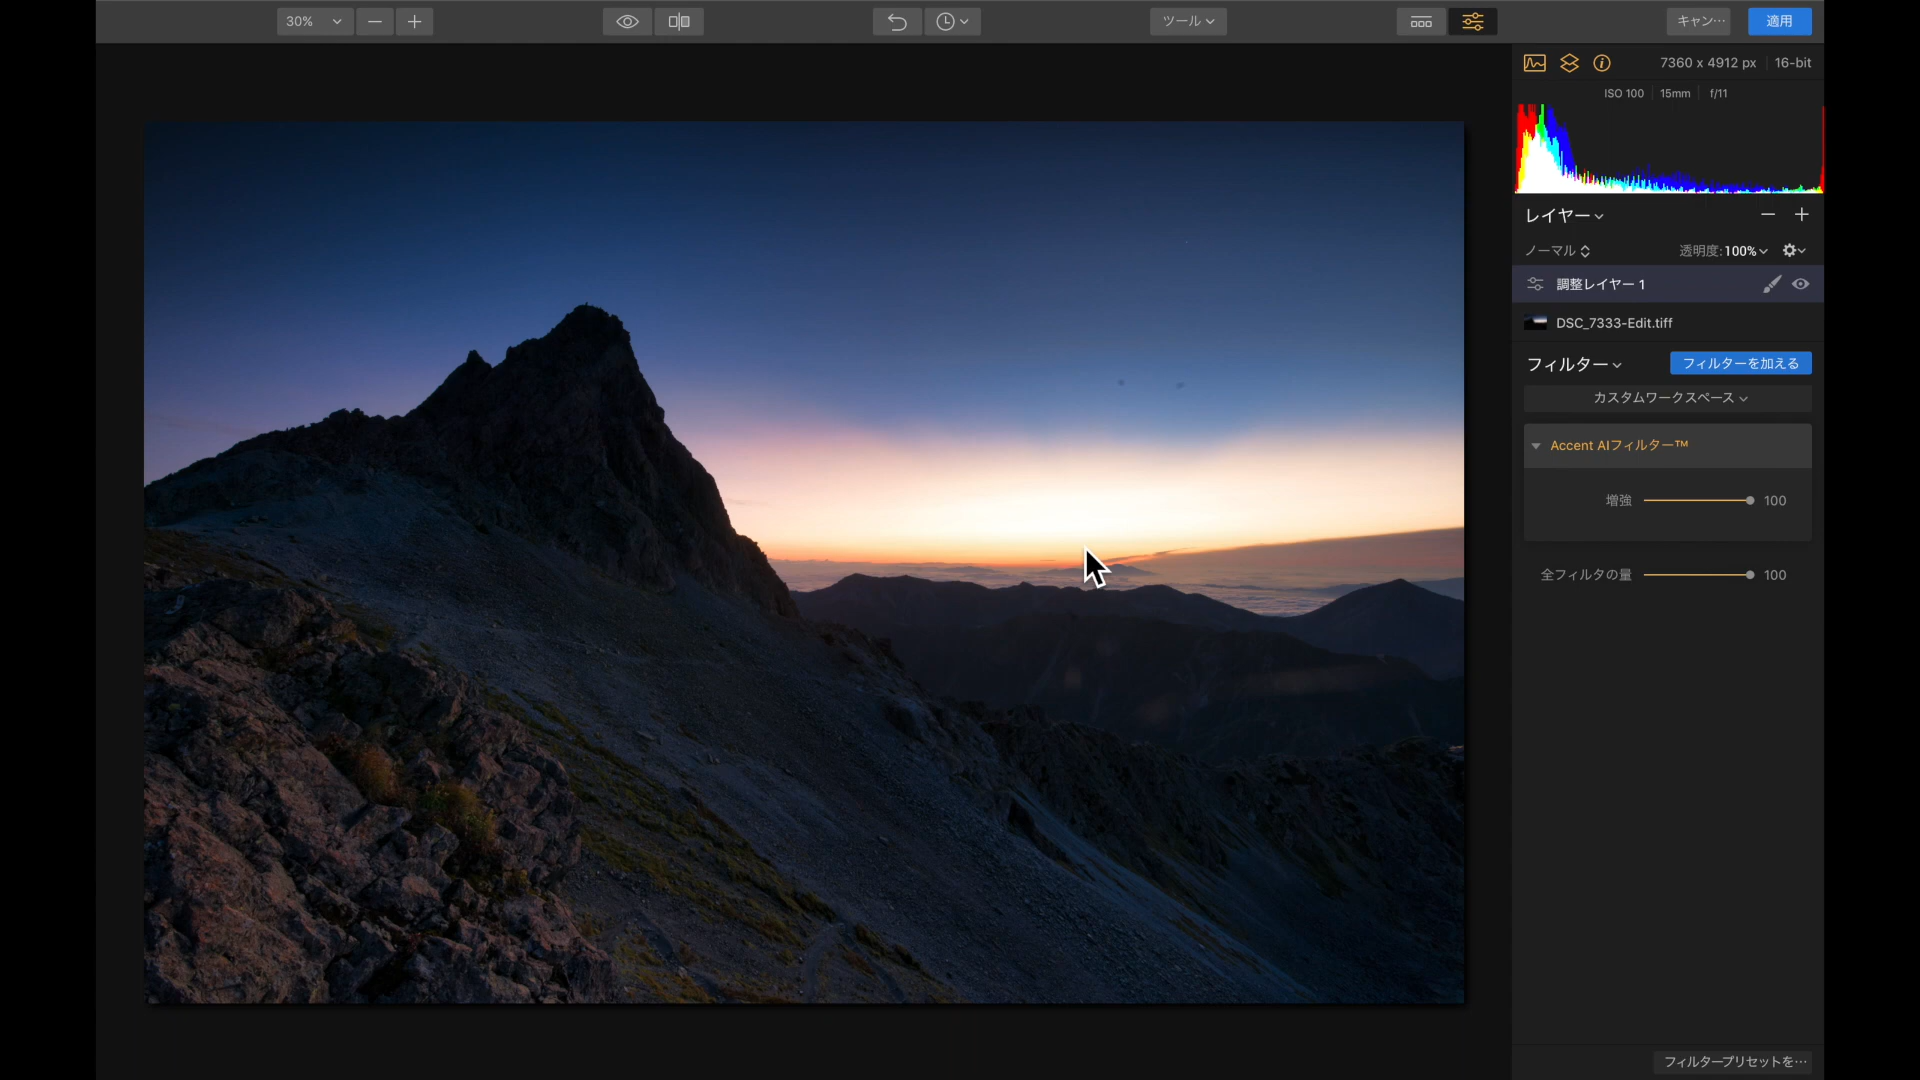 30%
ツール
キャン…
適用
7360 x 4912 px
16-bit
ISO 100
15mm
f/11
レイヤー
ノーマル
透明度: 100%
調整レイヤー 1
DSC_7333-Edit.tiff
フィルター
フィルターを加える
カスタムワークスペース
Accent AIフィルター™
増強
100
全フィルタの量
100
フィルタープリセットを…